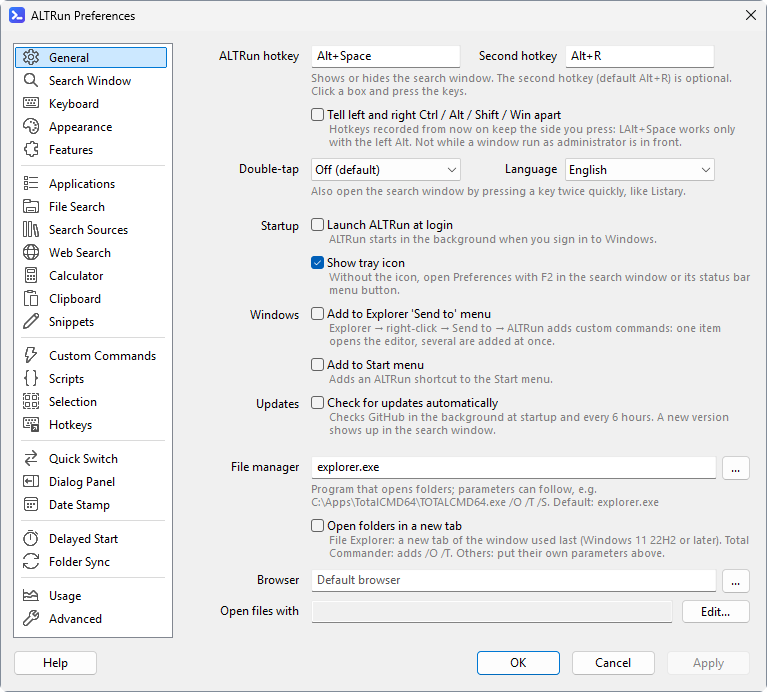 ALTRun Preferences
General
Search Window
Keyboard
Appearance
Features
Applications
File Search
Search Sources
Web Search
Calculator
Clipboard
Snippets
Custom Commands
Scripts
Selection
Hotkeys
Quick Switch
Dialog Panel
Date Stamp
Delayed Start
Folder Sync
Usage
Advanced
ALTRun hotkey Alt+Space Second hotkey Alt+R
Shows or hides the search window. The second hotkey (default Alt+R) is optional.
Click a box and press the keys.
Tell left and right Ctrl / Alt / Shift / Win apart
Hotkeys recorded from now on keep the side you press: LAlt+Space works only
with the left Alt. Not while a window run as administrator is in front.
Double-tap Off (default) Language English
Also open the search window by pressing a key twice quickly, like Listary.
Startup Launch ALTRun at login
ALTRun starts in the background when you sign in to Windows.
Show tray icon
Without the icon, open Preferences with F2 in the search window or its status bar
menu button.
Windows Add to Explorer 'Send to' menu
Explorer → right-click → Send to → ALTRun adds custom commands: one item
opens the editor, several are added at once.
Add to Start menu
Adds an ALTRun shortcut to the Start menu.
Updates Check for updates automatically
Checks GitHub in the background at startup and every 6 hours. A new version
shows up in the search window.
File manager explorer.exe ...
Program that opens folders; parameters can follow, e.g.
C:\Apps\TotalCMD64\TOTALCMD64.exe /O /T /S. Default: explorer.exe
Open folders in a new tab
File Explorer: a new tab of the window used last (Windows 11 22H2 or later). Total
Commander: adds /O /T. Others: put their own parameters above.
Browser Default browser ...
Open files with Edit...
Help OK Cancel Apply